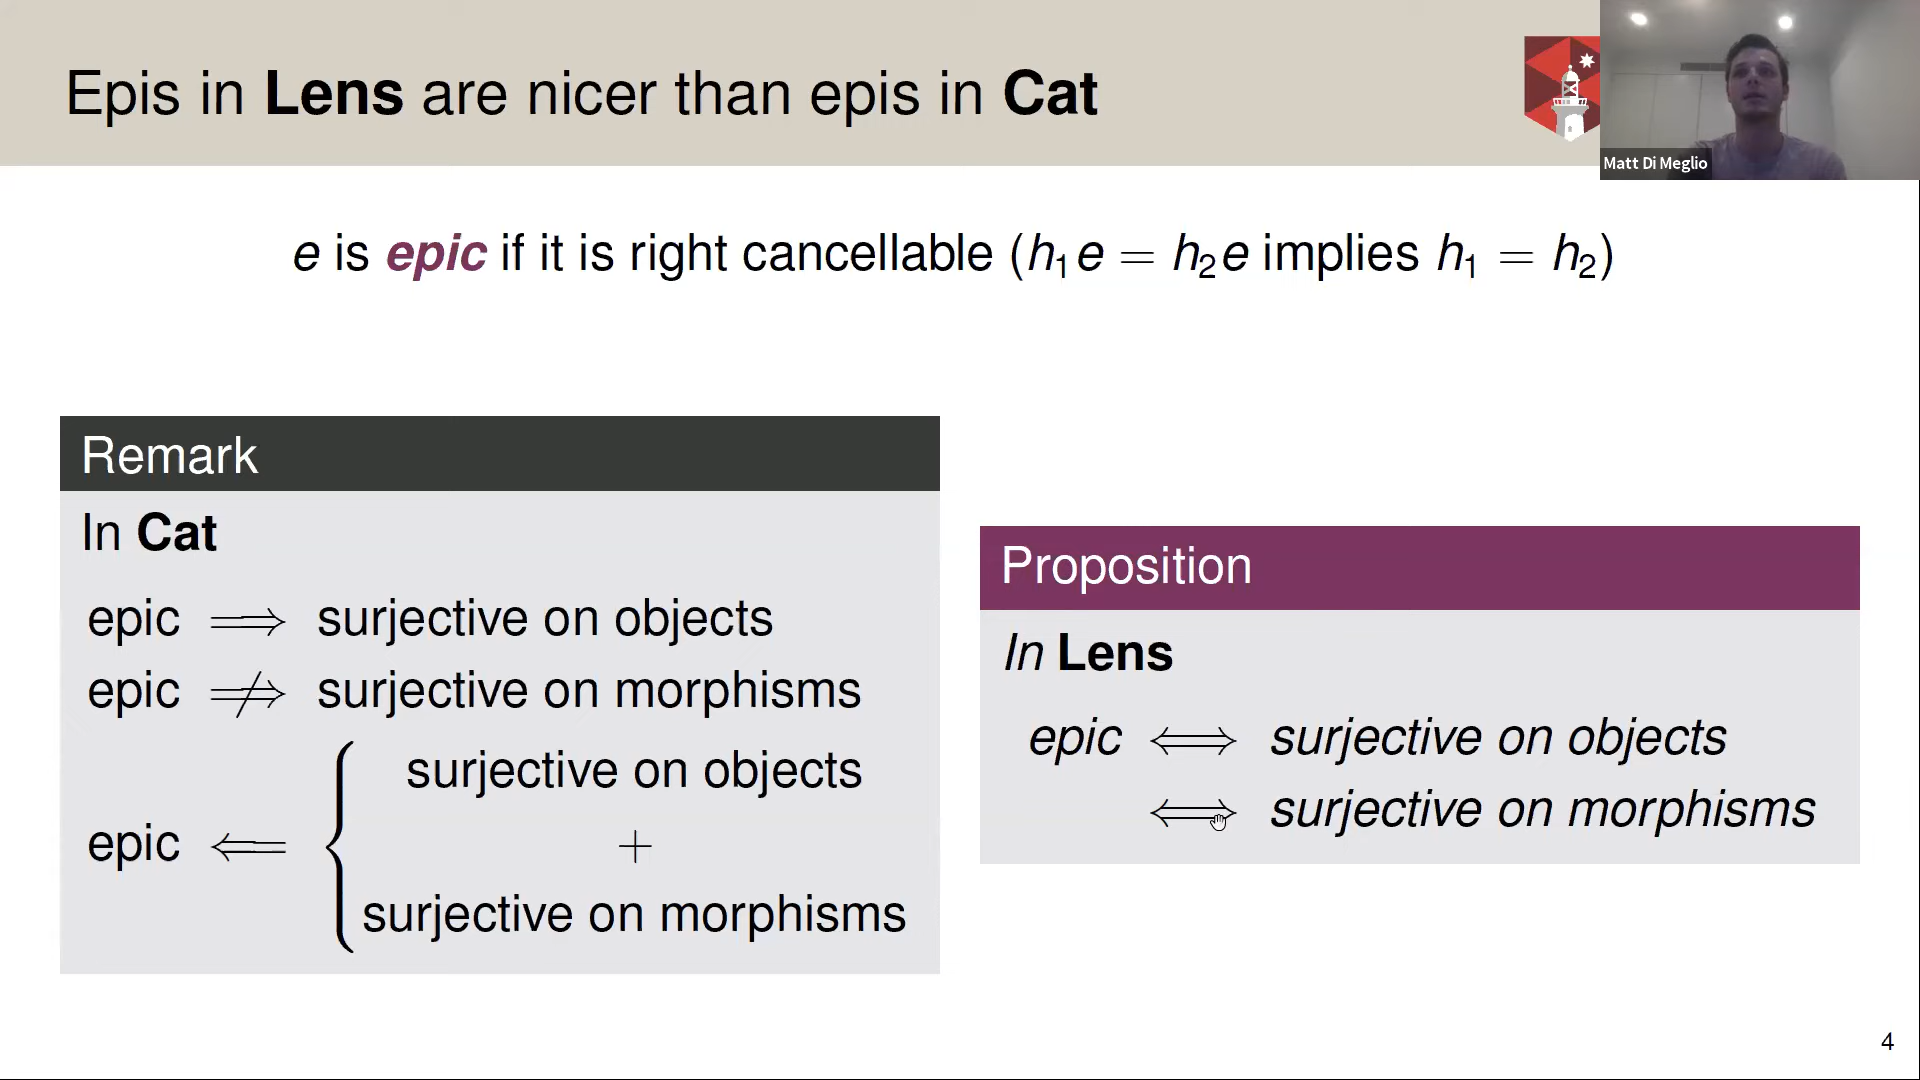 Epis in Lens are nicer than epis in Cat
Matt Di Meglio
e is epic if it is right cancellable (h₁e = h₂e implies h₁ = h₂)
Remark
In Cat
epic ⟹ surjective on objects
epic ⇏ surjective on morphisms
surjective on objects
epic ⟸ { +
surjective on morphisms
Proposition
In Lens
epic ⟺ surjective on objects
⟺ surjective on morphisms
4